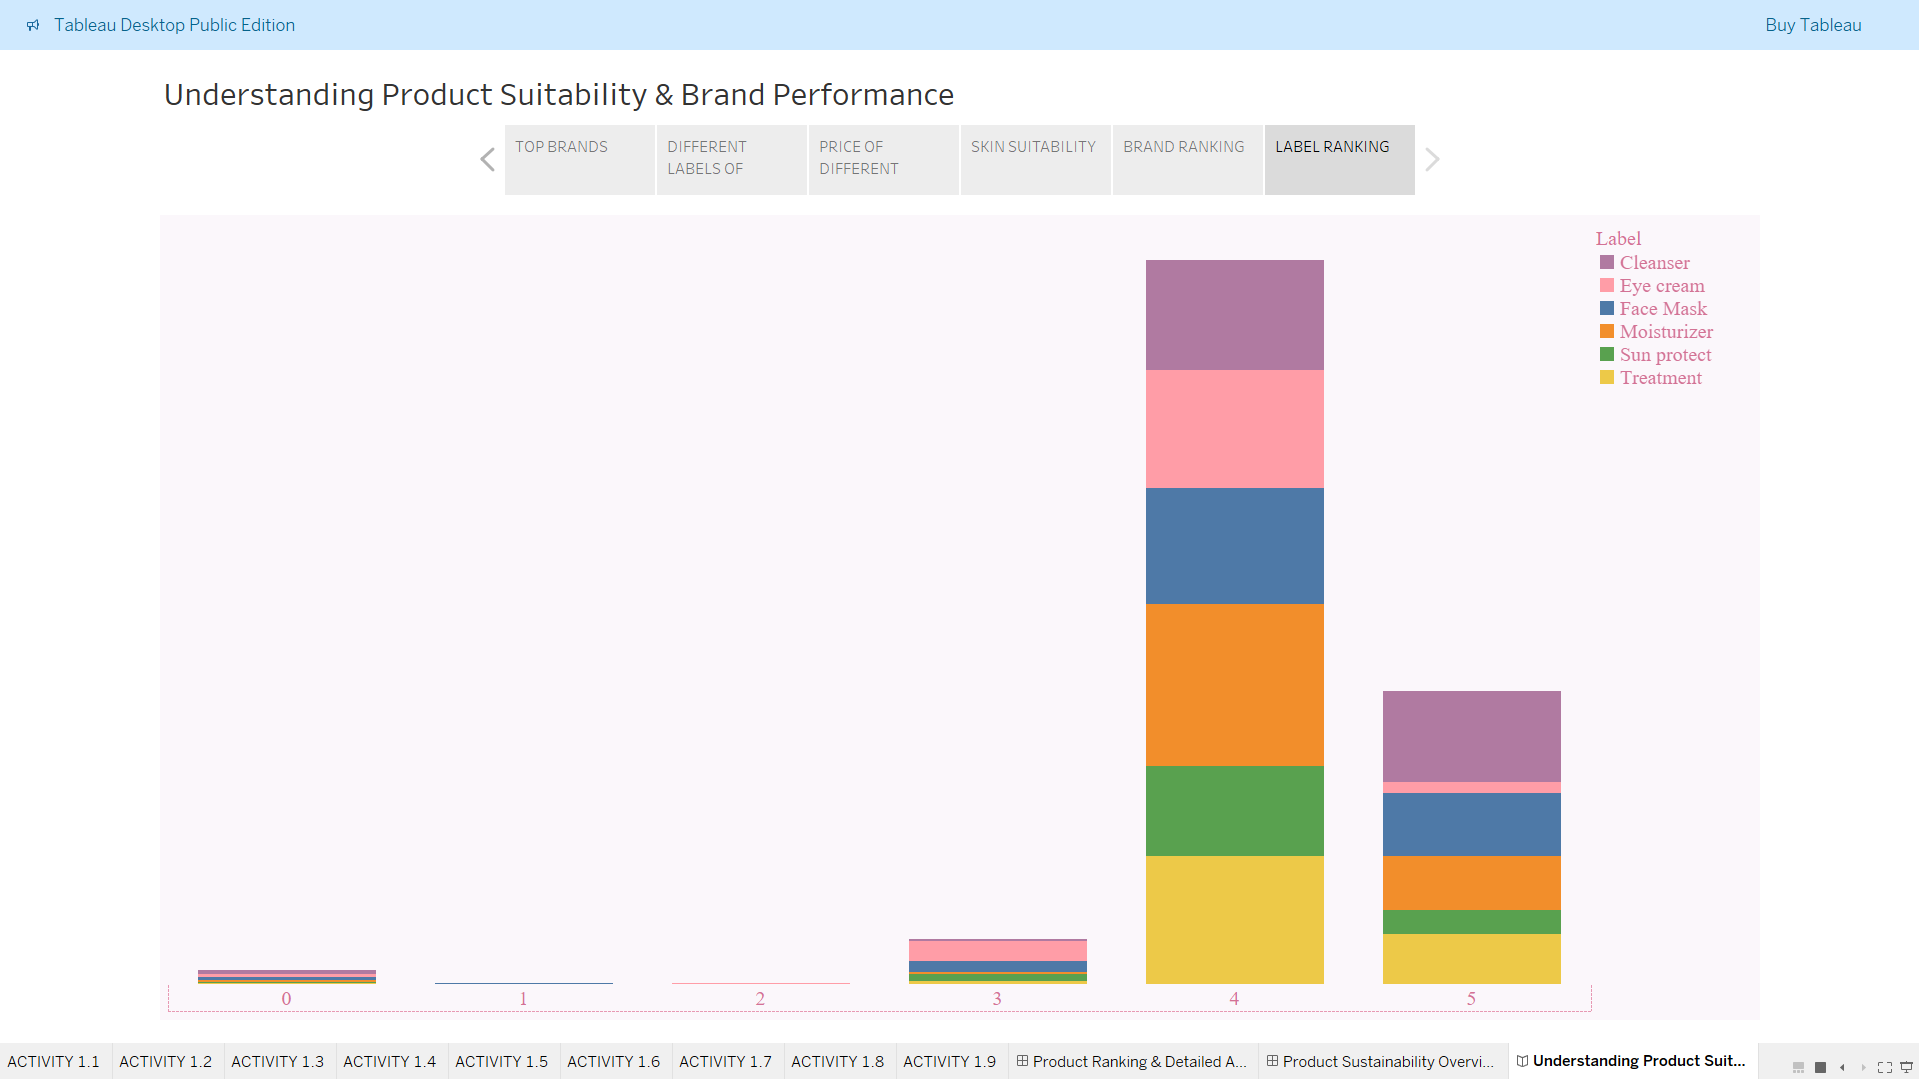 Tableau Desktop Public Edition
Buy Tableau
Understanding Product Suitability & Brand Performance
TOP BRANDS
DIFFERENT
LABELS OF
PRICE OF
DIFFERENT
SKIN SUITABILITY
BRAND RANKING
LABEL RANKING
Label
Cleanser
Eye cream
Face Mask
Moisturizer
Sun protect
Treatment
0 1 2 3 4 5
ACTIVITY 1.1 ACTIVITY 1.2 ACTIVITY 1.3 ACTIVITY 1.4 ACTIVITY 1.5 ACTIVITY 1.6 ACTIVITY 1.7 ACTIVITY 1.8 ACTIVITY 1.9 Product Ranking & Detailed A... Product Sustainability Overvi... Understanding Product Suit...